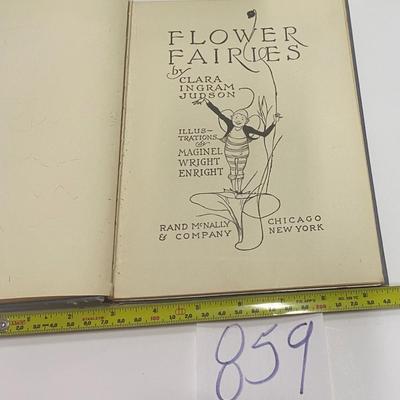 FLOWER
FAIRIES
by
CLARA
INGRAM
JUDSON
ILLUS-
TRATIONS
by
MAGINEL
WRIGHT
ENRIGHT
RAND McNALLY
& COMPANY
CHICAGO
NEW YORK
859